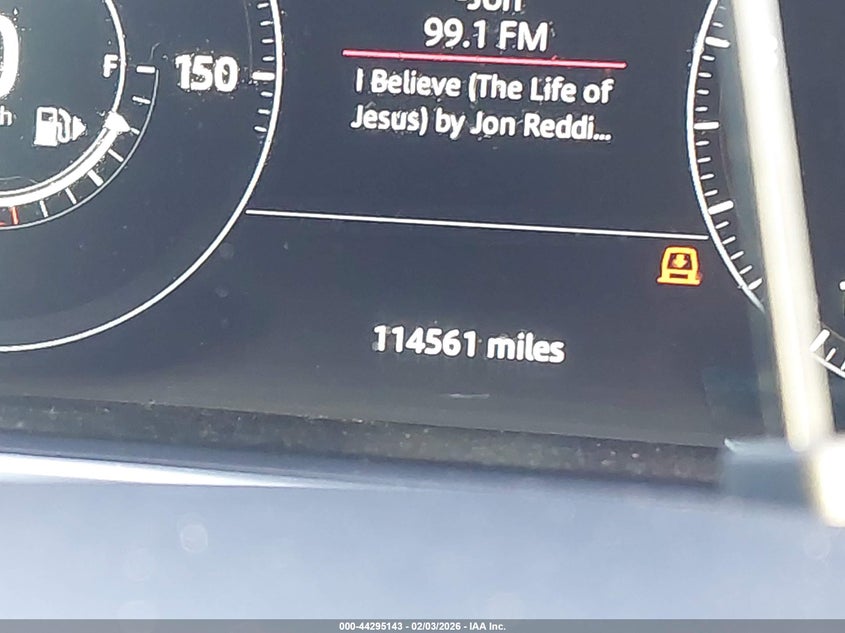 99.1 FM
F
150
I Believe (The Life of
Jesus) by Jon Reddi...
114561 miles
000-44295143 - 02/03/2026 - IAA Inc.